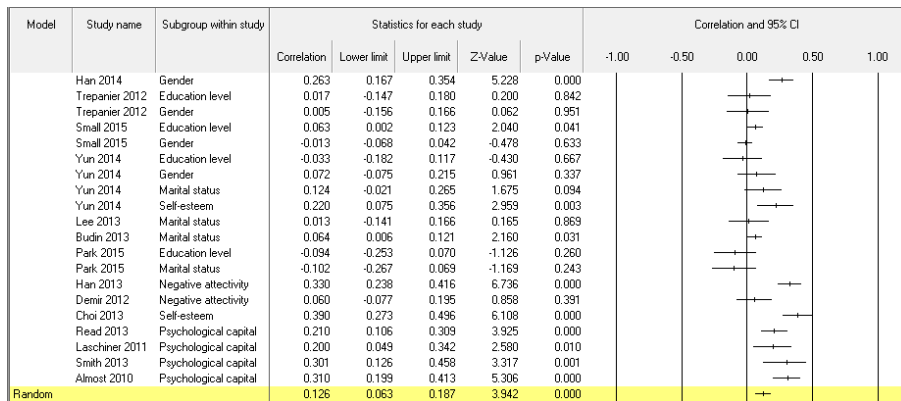 Model Study name Subgroup within study Statistics for each study Correlation and 95% CI
Correlation Lower limit Upper limit Z-Value p-Value -1.00 -0.50 0.00 0.50 1.00
Han 2014 Gender 0.263 0.167 0.354 5.228 0.000
Trepanier 2012 Education level 0.017 -0.147 0.180 0.200 0.842
Trepanier 2012 Gender 0.005 -0.156 0.166 0.062 0.951
Small 2015 Education level 0.063 0.002 0.123 2.040 0.041
Small 2015 Gender -0.013 -0.068 0.042 -0.478 0.633
Yun 2014 Education level -0.033 -0.182 0.117 -0.430 0.667
Yun 2014 Gender 0.072 -0.075 0.215 0.961 0.337
Yun 2014 Marital status 0.124 -0.021 0.265 1.675 0.094
Yun 2014 Self-esteem 0.220 0.075 0.356 2.959 0.003
Lee 2013 Marital status 0.013 -0.141 0.166 0.165 0.869
Budin 2013 Marital status 0.064 0.006 0.121 2.160 0.031
Park 2015 Education level -0.094 -0.253 0.070 -1.126 0.260
Park 2015 Marital status -0.102 -0.267 0.069 -1.169 0.243
Han 2013 Negative attectivity 0.330 0.238 0.416 6.736 0.000
Demir 2012 Negative attectivity 0.060 -0.077 0.195 0.858 0.391
Choi 2013 Self-esteem 0.390 0.273 0.496 6.108 0.000
Read 2013 Psychological capital 0.210 0.106 0.309 3.925 0.000
Laschiner 2011 Psychological capital 0.200 0.049 0.342 2.580 0.010
Smith 2013 Psychological capital 0.301 0.126 0.458 3.317 0.001
Almost 2010 Psychological capital 0.310 0.199 0.413 5.306 0.000
Random 0.126 0.063 0.187 3.942 0.000